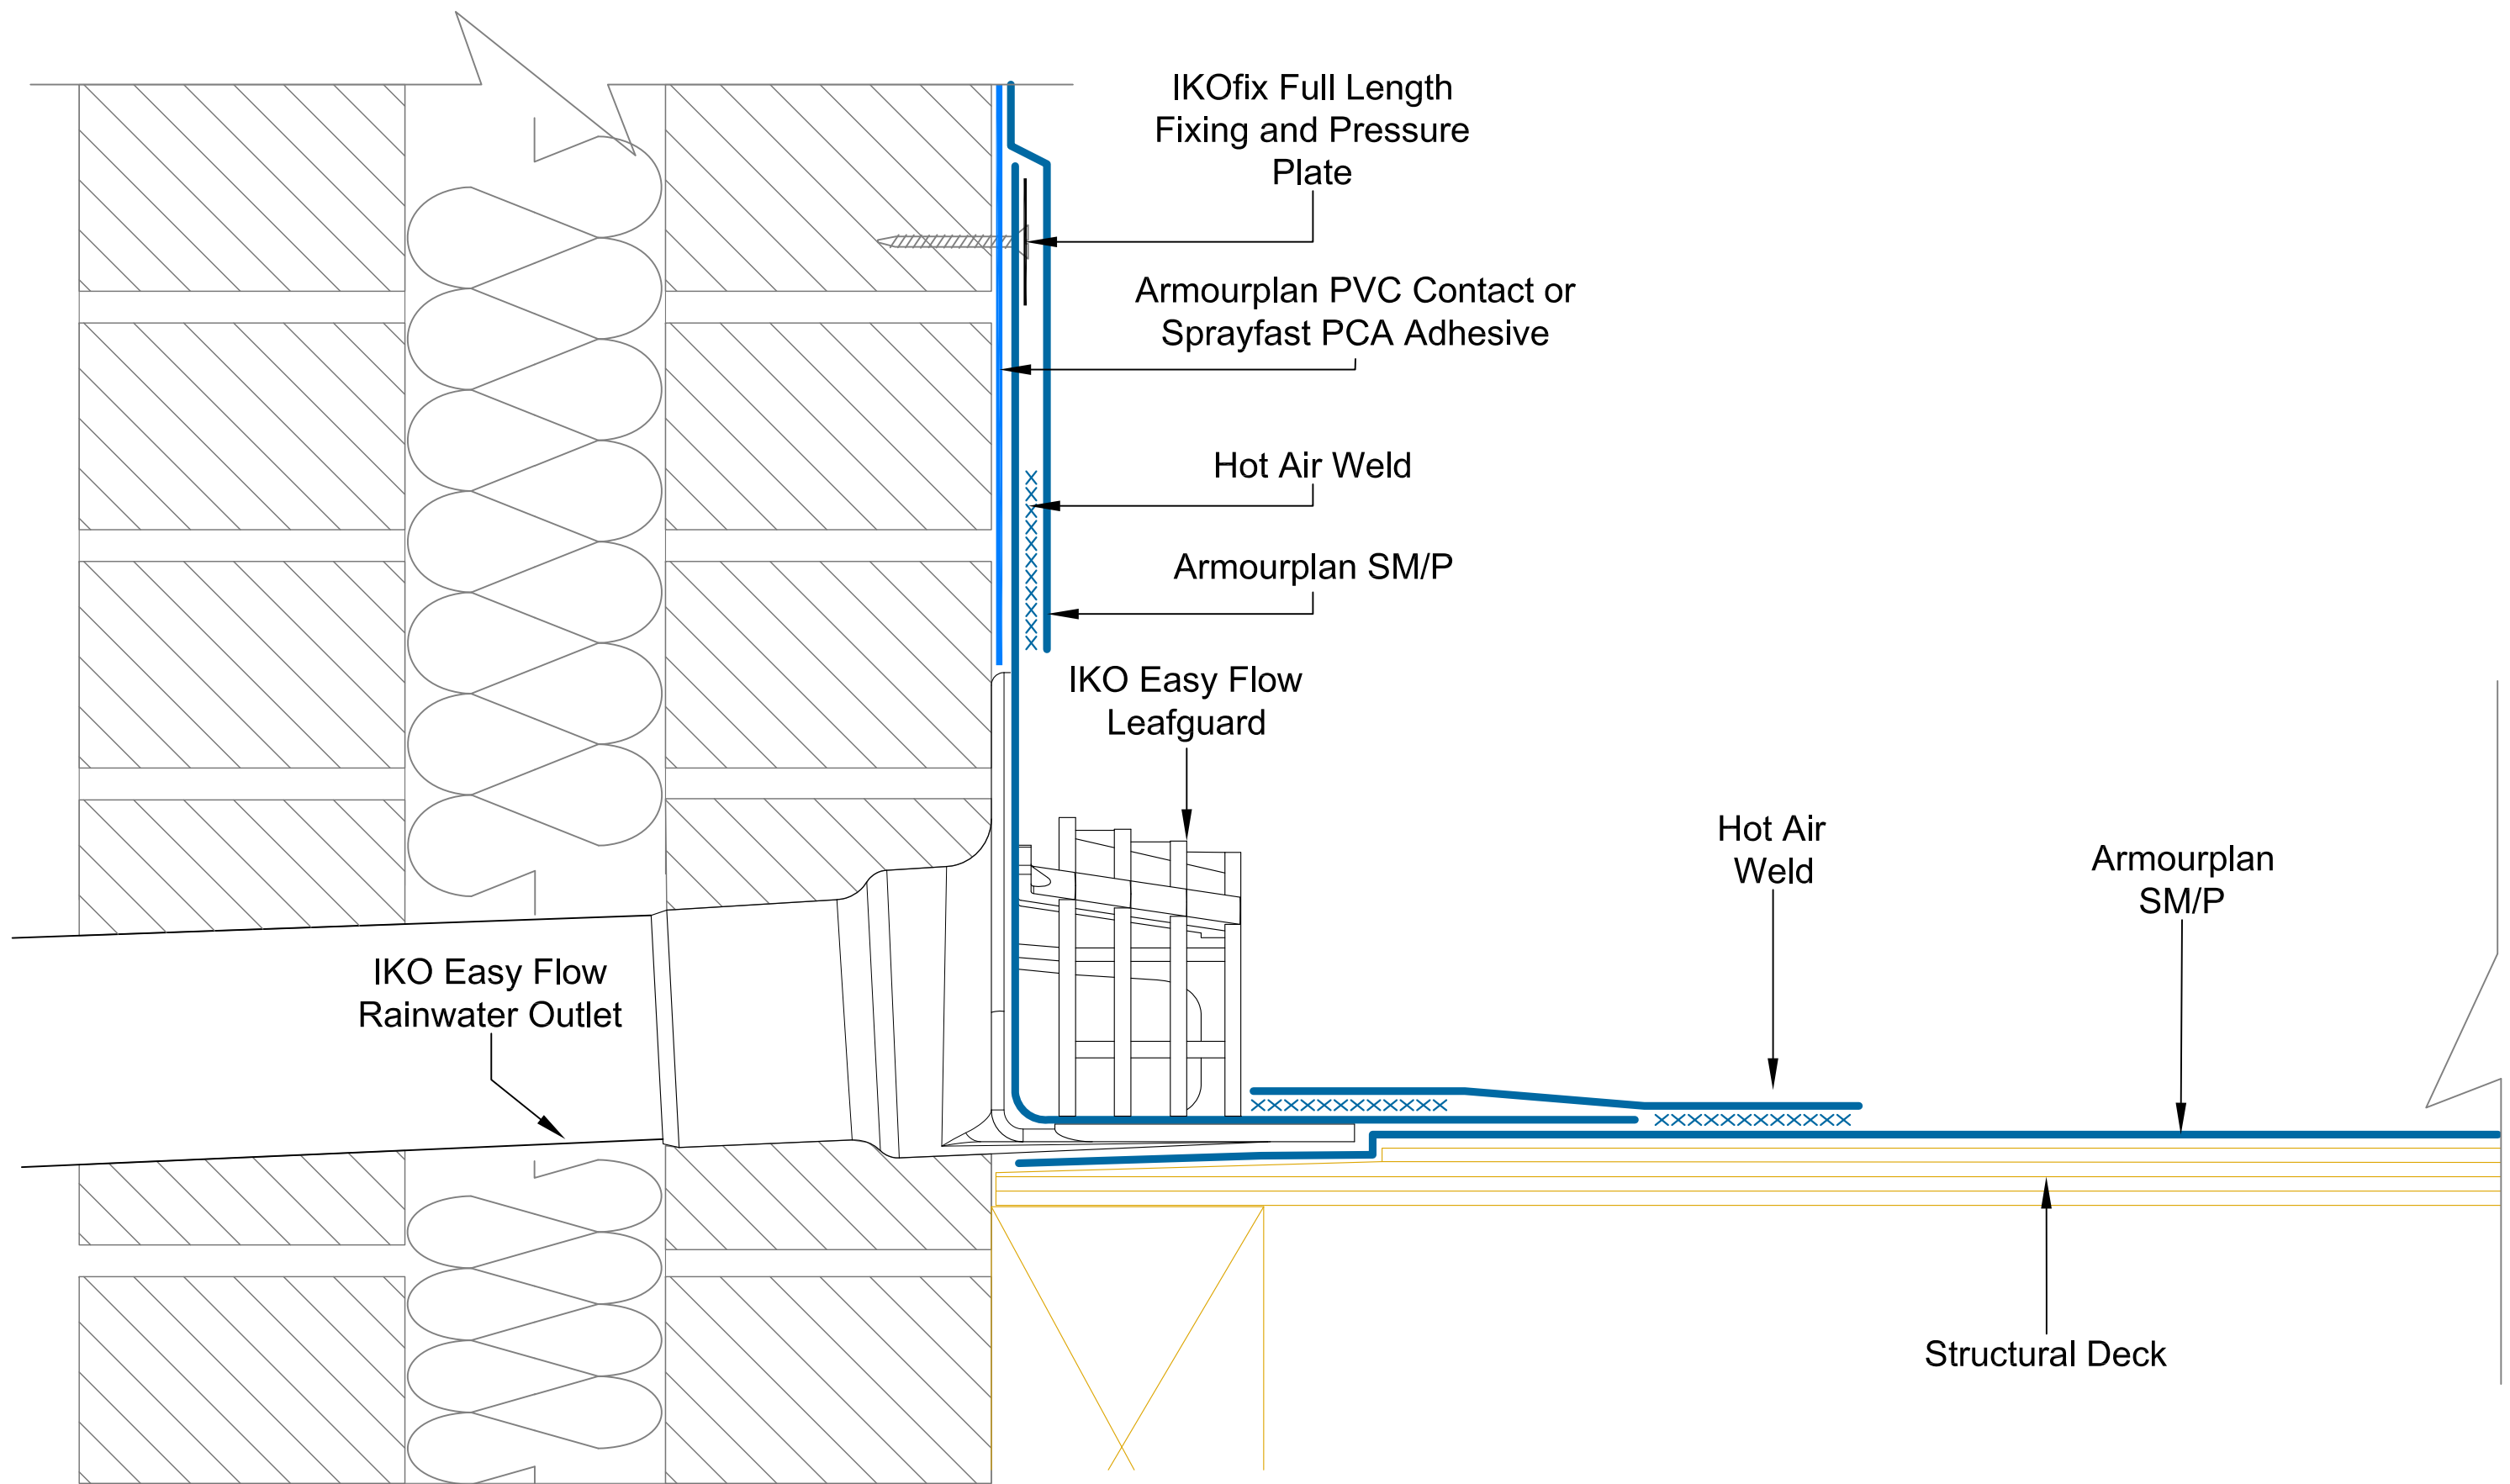 IKOfix Full Length
Fixing and Pressure
Plate
Armourplan PVC Contact or
Sprayfast PCA Adhesive
Hot Air Weld
Armourplan SM/P
IKO Easy Flow
Leafguard
Hot Air
Weld
Armourplan
SM/P
IKO Easy Flow
Rainwater Outlet
Structural Deck